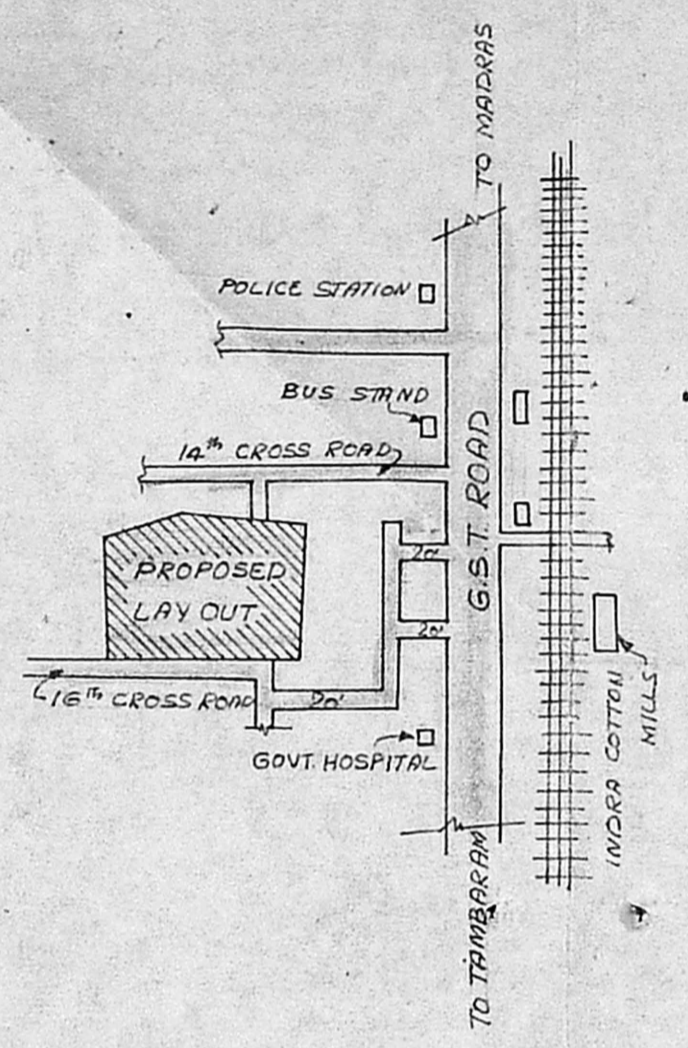 TO MADRAS
POLICE STATION
BUS STAND
14th CROSS ROAD
G.S.T. ROAD
20'
PROPOSED
LAY OUT
20'
16TH CROSS ROAD
20'
INDRA COTTON
MILLS
GOVT. HOSPITAL
TO TAMBARAM